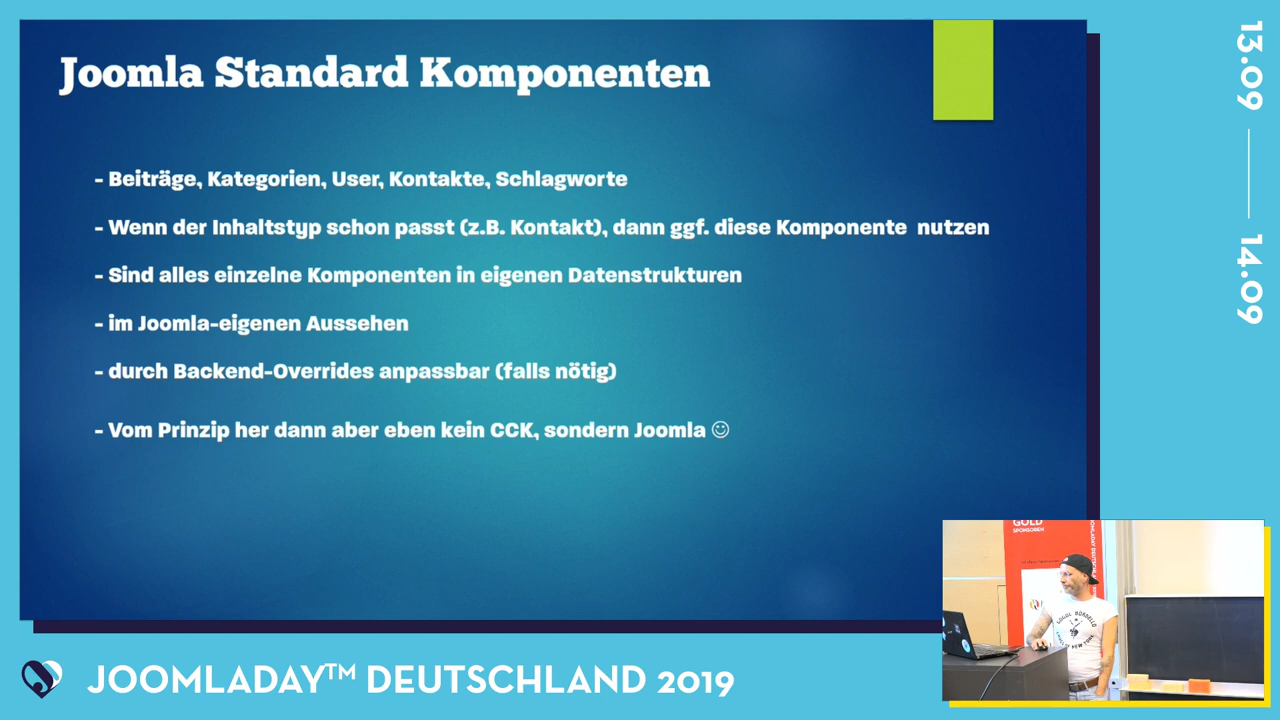 Joomla Standard Komponenten
- Beiträge, Kategorien, User, Kontakte, Schlagworte
- Wenn der Inhaltstyp schon passt (z.B. Kontakt), dann ggf. diese Komponente nutzen
- Sind alles einzelne Komponenten in eigenen Datenstrukturen
- im Joomla-eigenen Aussehen
- durch Backend-Overrides anpassbar (falls nötig)
- Vom Prinzip her dann aber eben kein CCK, sondern Joomla ☺
13.09
14.09
GOLD
SPONSOREN
JOOMLADAY™ DEUTSCHLAND 2019